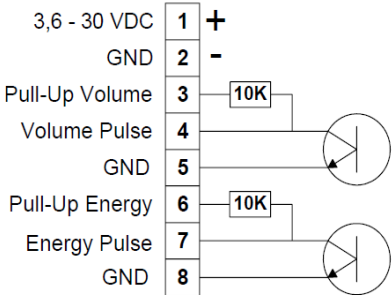 3,6 - 30 VDC 1 +
GND 2 -
Pull-Up Volume 3 10K
Volume Pulse 4
GND 5
Pull-Up Energy 6 10K
Energy Pulse 7
GND 8